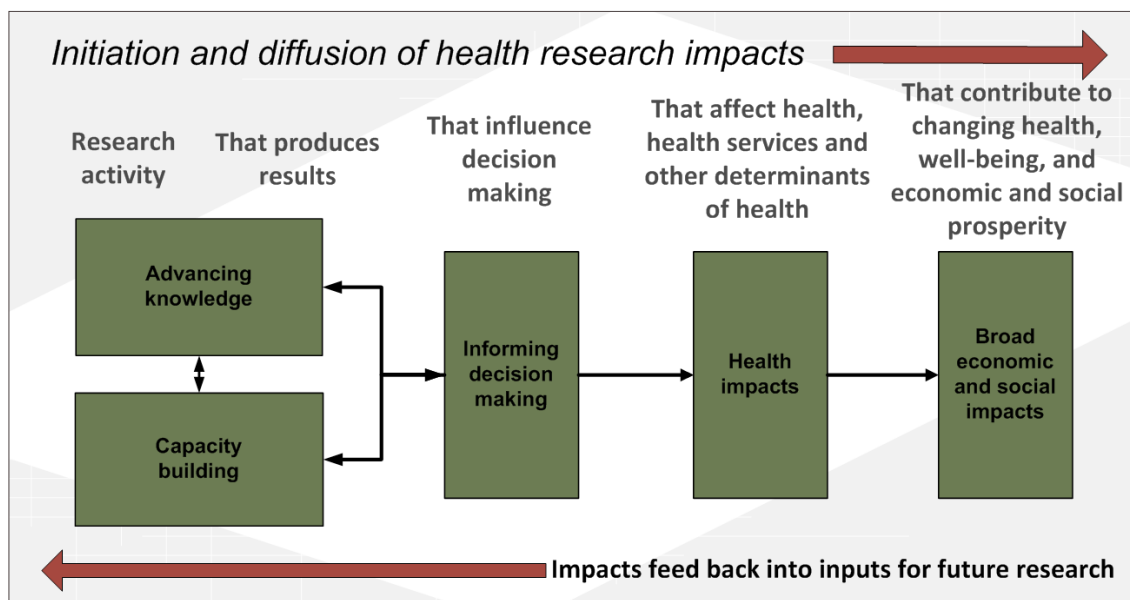 Initiation and diffusion of health research impacts
Research
activity
That produces
results
That influence
decision
making
That affect health,
health services and
other determinants
of health
That contribute to
changing health,
well-being, and
economic and social
prosperity
Advancing
knowledge
Capacity
building
Informing
decision
making
Health
impacts
Broad
economic
and social
impacts
Impacts feed back into inputs for future research